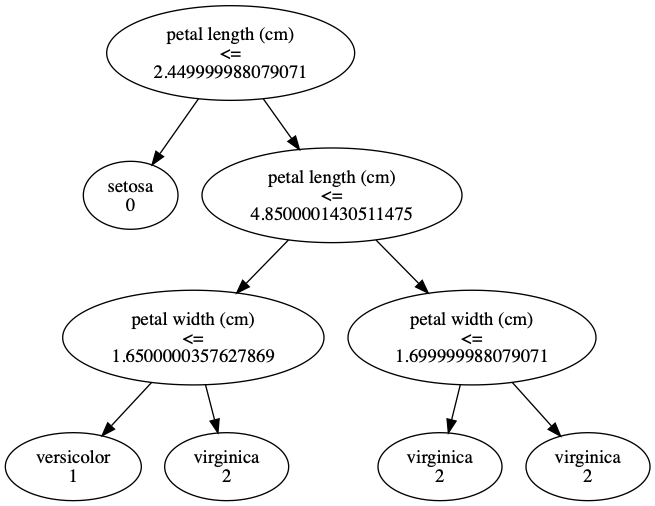 petal length (cm)
<=
2.449999988079071
setosa
0
petal length (cm)
<=
4.8500001430511475
petal width (cm)
<=
1.6500000357627869
petal width (cm)
<=
1.699999988079071
versicolor
1
virginica
2
virginica
2
virginica
2